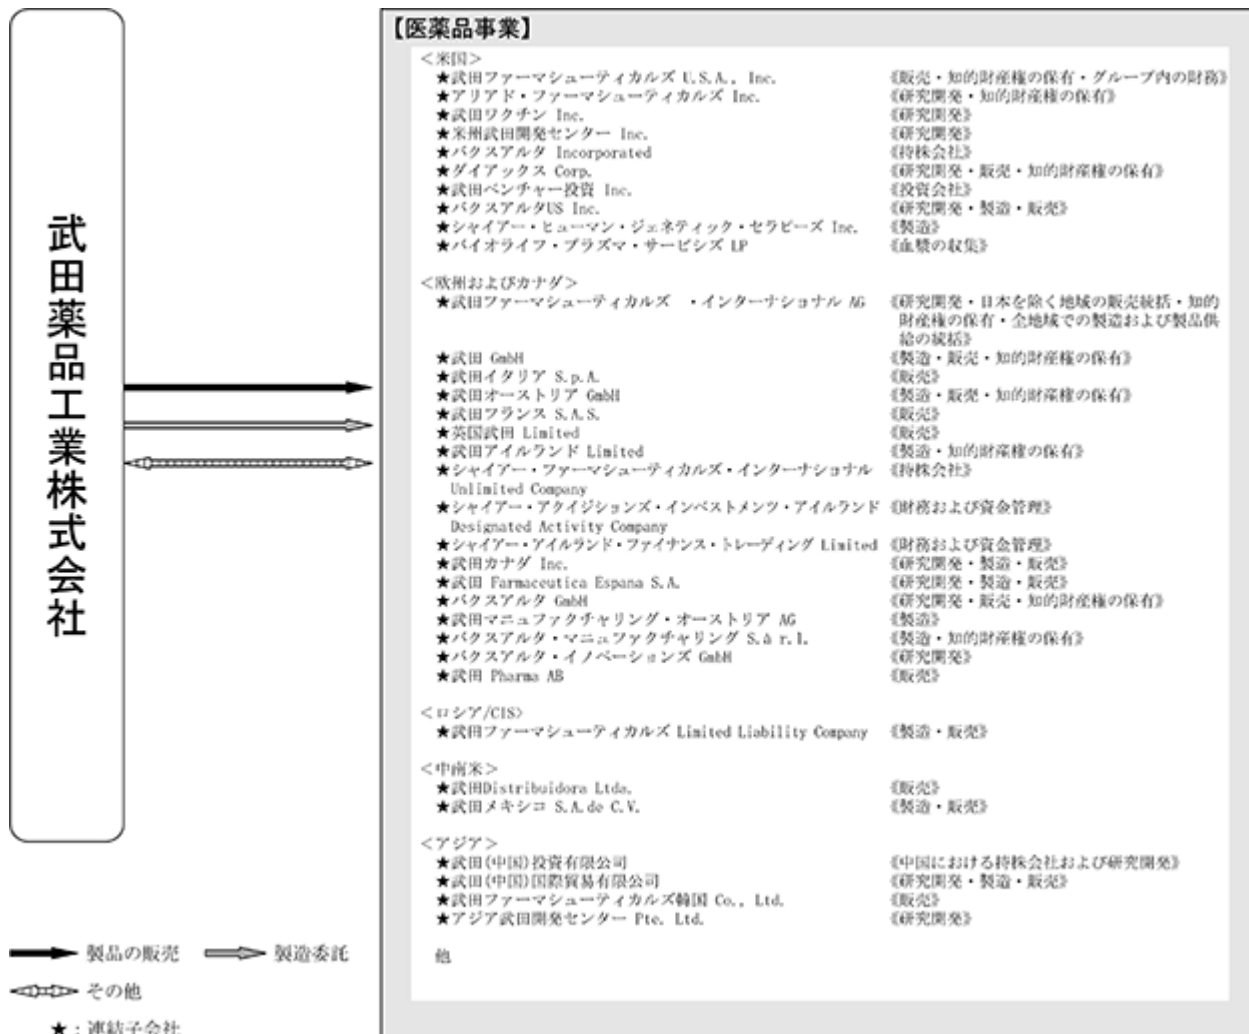 武田薬品工業株式会社
【医薬品事業】
＜米国＞
★武田ファーマシューティカルズ U.S.A., Inc. 《販売・知的財産権の保有・グループ内の財務》
★アリアド・ファーマシューティカルズ Inc. 《研究開発・知的財産権の保有》
★武田ワクチン Inc. 《研究開発》
★米州武田開発センター Inc. 《研究開発》
★バクスアルタ Incorporated 《持株会社》
★ダイアックス Corp. 《研究開発・販売・知的財産権の保有》
★武田ベンチャー投資 Inc. 《投資会社》
★バクスアルタUS Inc. 《研究開発・製造・販売》
★シャイアー・ヒューマン・ジェネティック・セラピーズ Inc. 《製造》
★バイオライフ・プラズマ・サービシズ LP 《血漿の収集》
＜欧州およびカナダ＞
★武田ファーマシューティカルズ ・インターナショナル AG 《研究開発・日本を除く地域の販売統括・知的
財産権の保有・全地域での製造および製品供
給の統括》
★武田 GmbH 《製造・販売・知的財産権の保有》
★武田イタリア S.p.A. 《販売》
★武田オーストリア GmbH 《製造・販売・知的財産権の保有》
★武田フランス S.A.S. 《販売》
★英国武田 Limited 《販売》
★武田アイルランド Limited 《製造・知的財産権の保有》
★シャイアー・ファーマシューティカルズ・インターナショナル 《持株会社》
Unlimited Company
★シャイアー・アクイジションズ・インベストメンツ・アイルランド 《財務および資金管理》
Designated Activity Company
★シャイアー・アイルランド・ファイナンス・トレーディング Limited 《財務および資金管理》
★武田カナダ Inc. 《研究開発・製造・販売》
★武田 Farmaceutica Espana S.A. 《研究開発・製造・販売》
★バクスアルタ GmbH 《研究開発・販売・知的財産権の保有》
★武田マニュファクチャリング・オーストリア AG 《製造》
★バクスアルタ・マニュファクチャリング S.à r.l. 《製造・知的財産権の保有》
★バクスアルタ・イノベーションズ GmbH 《研究開発》
★武田 Pharma AB 《販売》
＜ロシア/CIS＞
★武田ファーマシューティカルズ Limited Liability Company 《製造・販売》
＜中南米＞
★武田Distribuidora Ltda. 《販売》
★武田メキシコ S.A.de C.V. 《製造・販売》
＜アジア＞
★武田(中国)投資有限公司 《中国における持株会社および研究開発》
★武田(中国)国際貿易有限公司 《研究開発・製造・販売》
★武田ファーマシューティカルズ韓国 Co., Ltd. 《販売》
★アジア武田開発センター Pte. Ltd. 《研究開発》
他
製品の販売 製造委託
その他
★：連結子会社